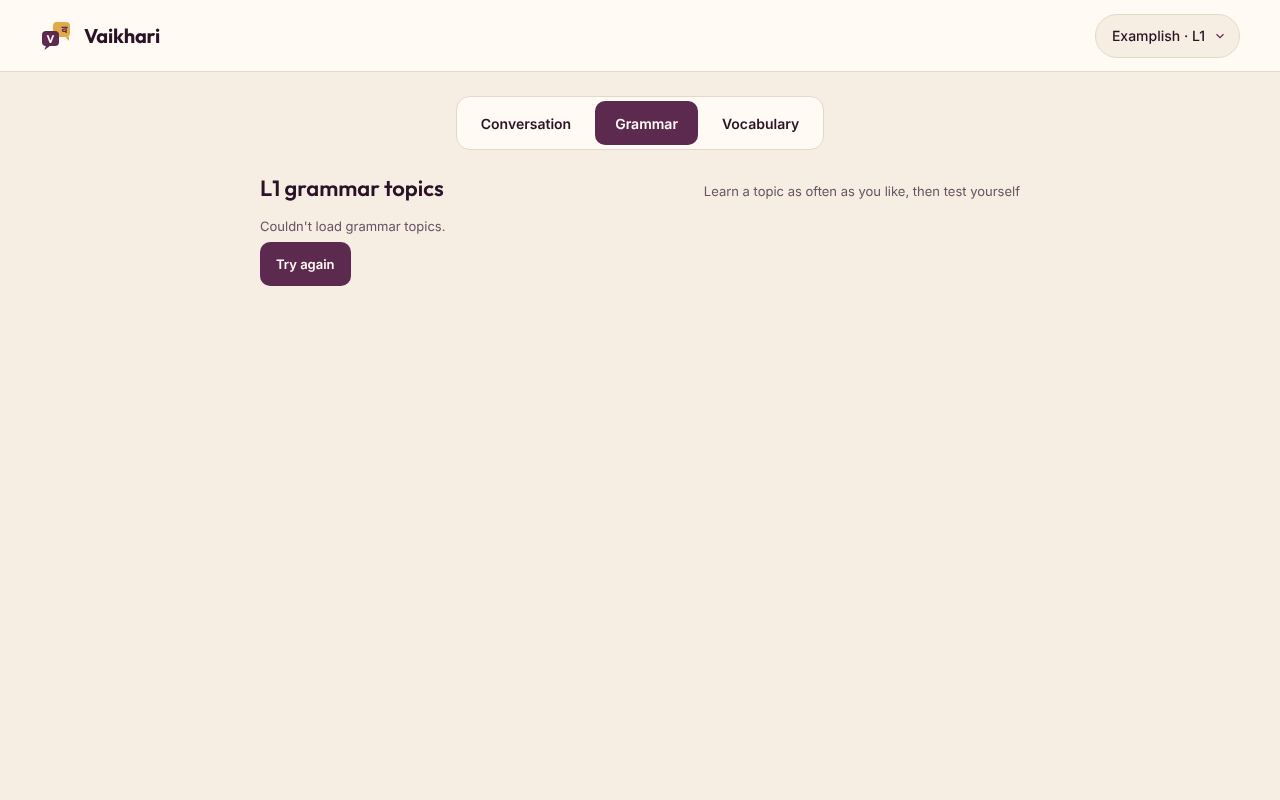 V व Vaikhari
Examplish · L1
Conversation Grammar Vocabulary
L1 grammar topics
Learn a topic as often as you like, then test yourself
Couldn't load grammar topics.
Try again